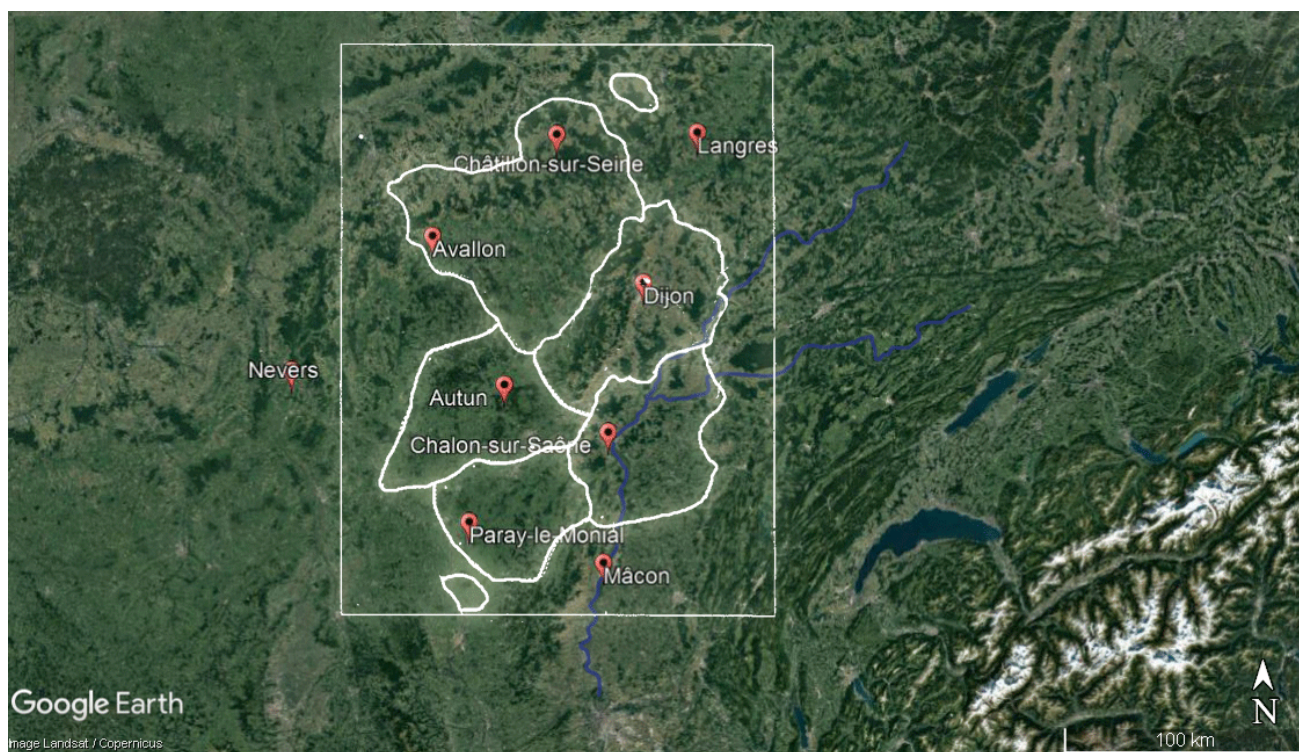 Langres
Châtillon-sur-Seine
Avallon
Dijon
Nevers
Autun
Chalon-sur-Saône
Paray-le-Monial
Mâcon
Google Earth
N
Image Landsat / Copernicus
100 km